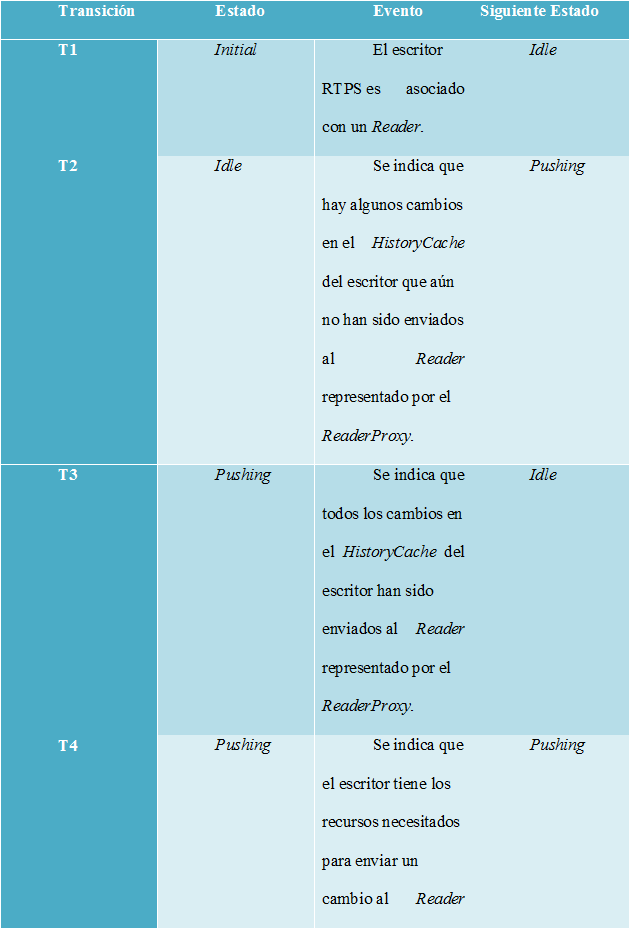 Transición Estado Evento Siguiente Estado
T1 Initial El escritor Idle
RTPS es asociado
con un Reader.
T2 Idle Se indica que Pushing
hay algunos cambios
en el HistoryCache
del escritor que aún
no han sido enviados
al Reader
representado por el
ReaderProxy.
T3 Pushing Se indica que Idle
todos los cambios en
el HistoryCache del
escritor han sido
enviados al Reader
representado por el
ReaderProxy.
T4 Pushing Se indica que Pushing
el escritor tiene los
recursos necesitados
para enviar un
cambio al Reader